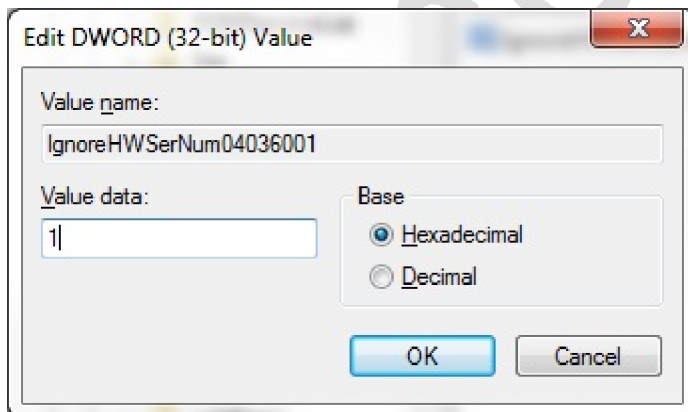 Edit DWORD (32-bit) Value
Value name:
IgnoreHWSerNum04036001
Value data:
1
Base
Hexadecimal
Decimal
OK
Cancel